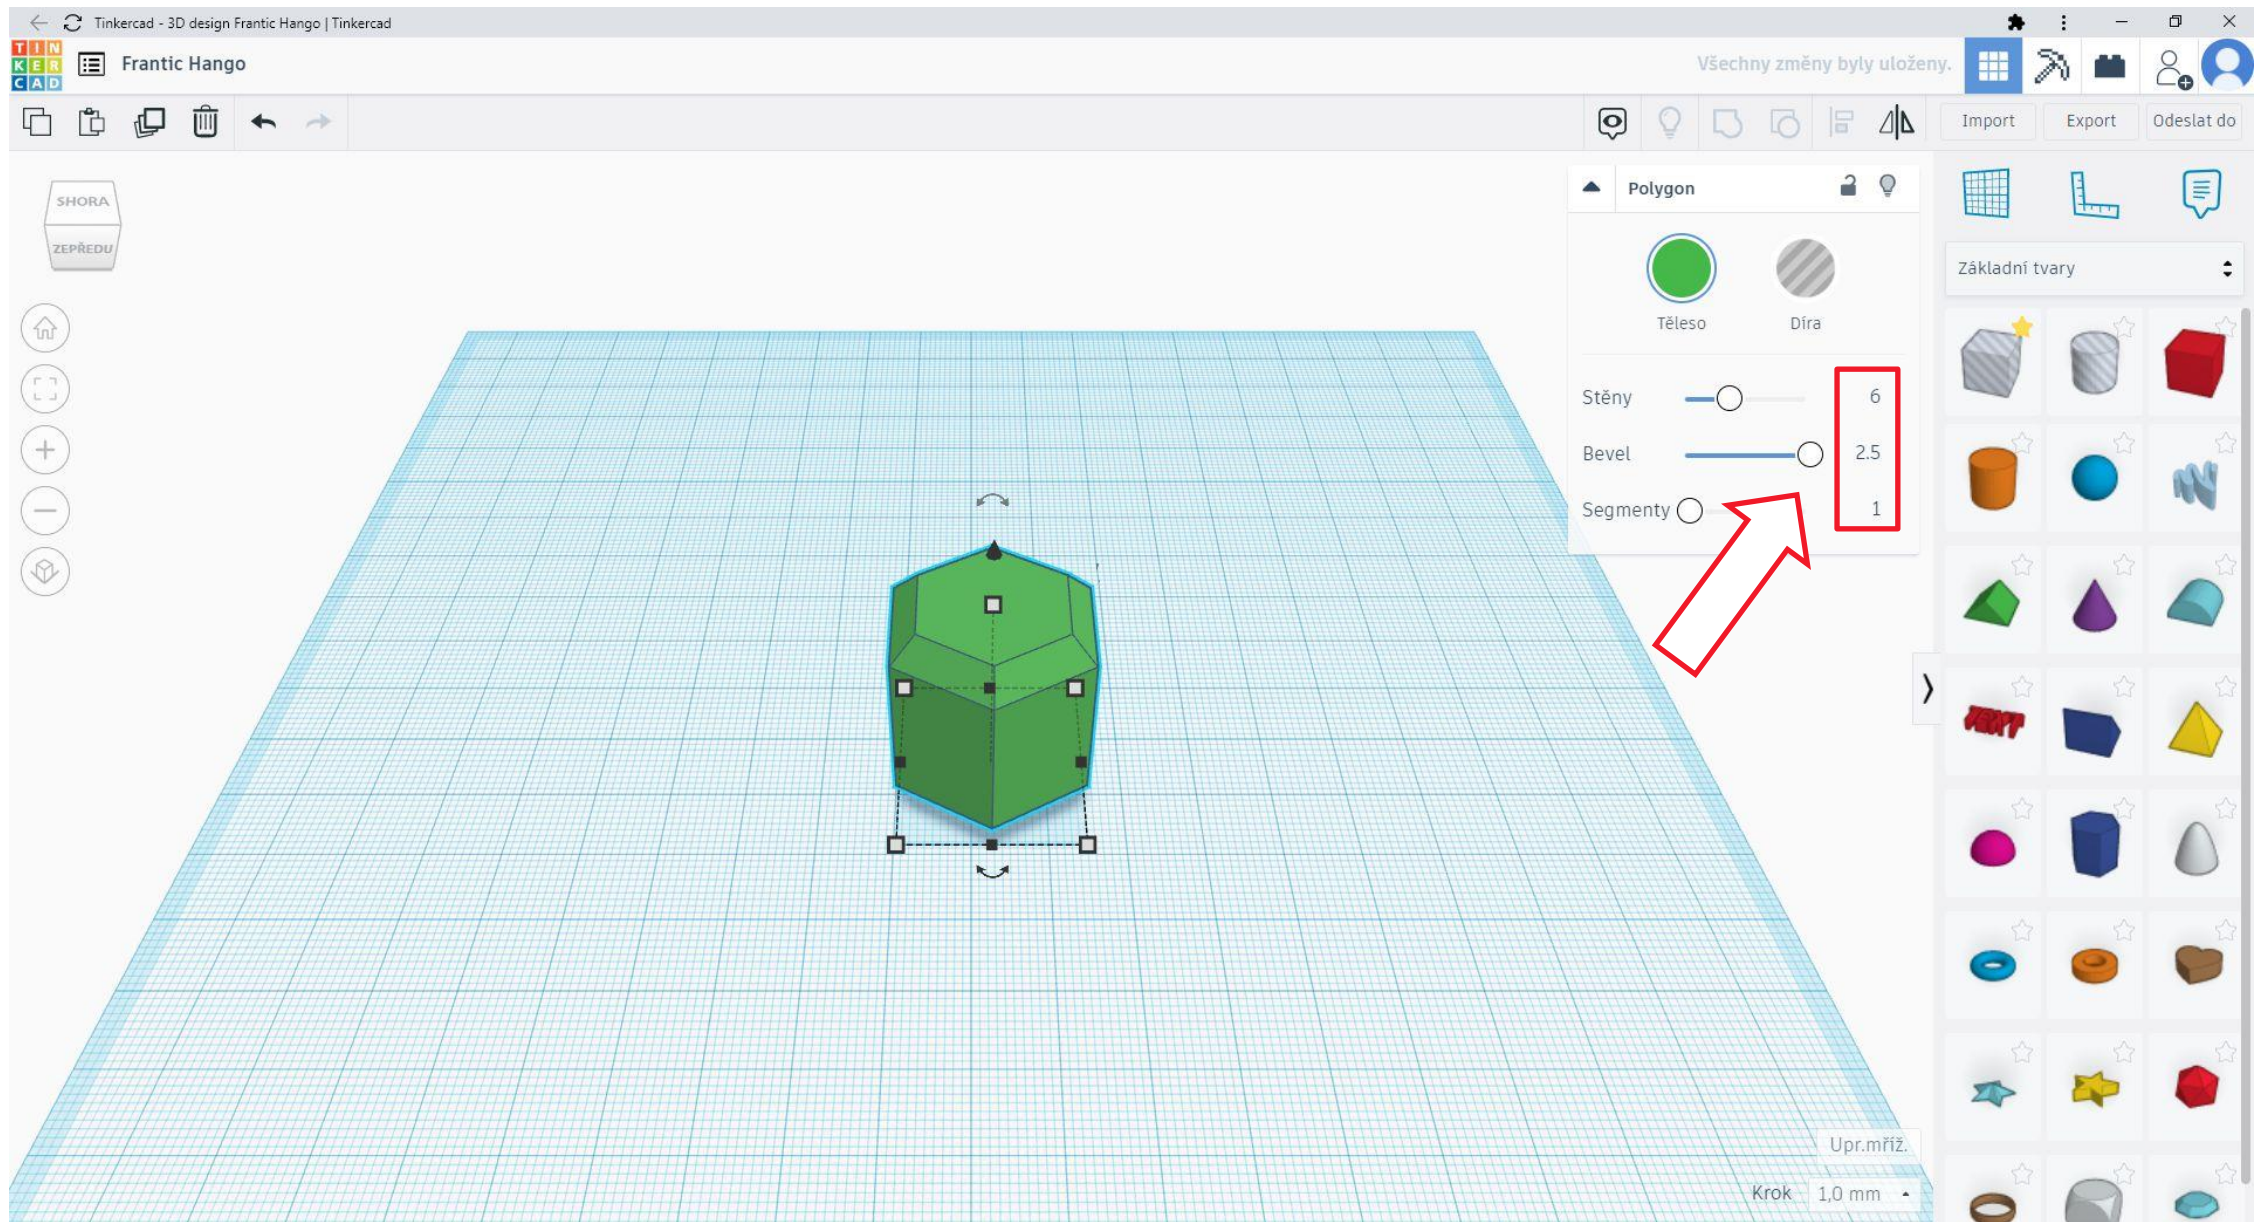 Tinkercad - 3D design Frantic Hango | Tinkercad
TIN
KER
CAD
Frantic Hango
Všechny změny byly uloženy.
Import
Export
Odeslat do
SHORA
ZEPŘEDU
Polygon
Těleso
Díra
Stěny
6
Bevel
2.5
Segmenty
1
Základní tvary
TEXT
Upr.mříž.
Krok
1,0 mm